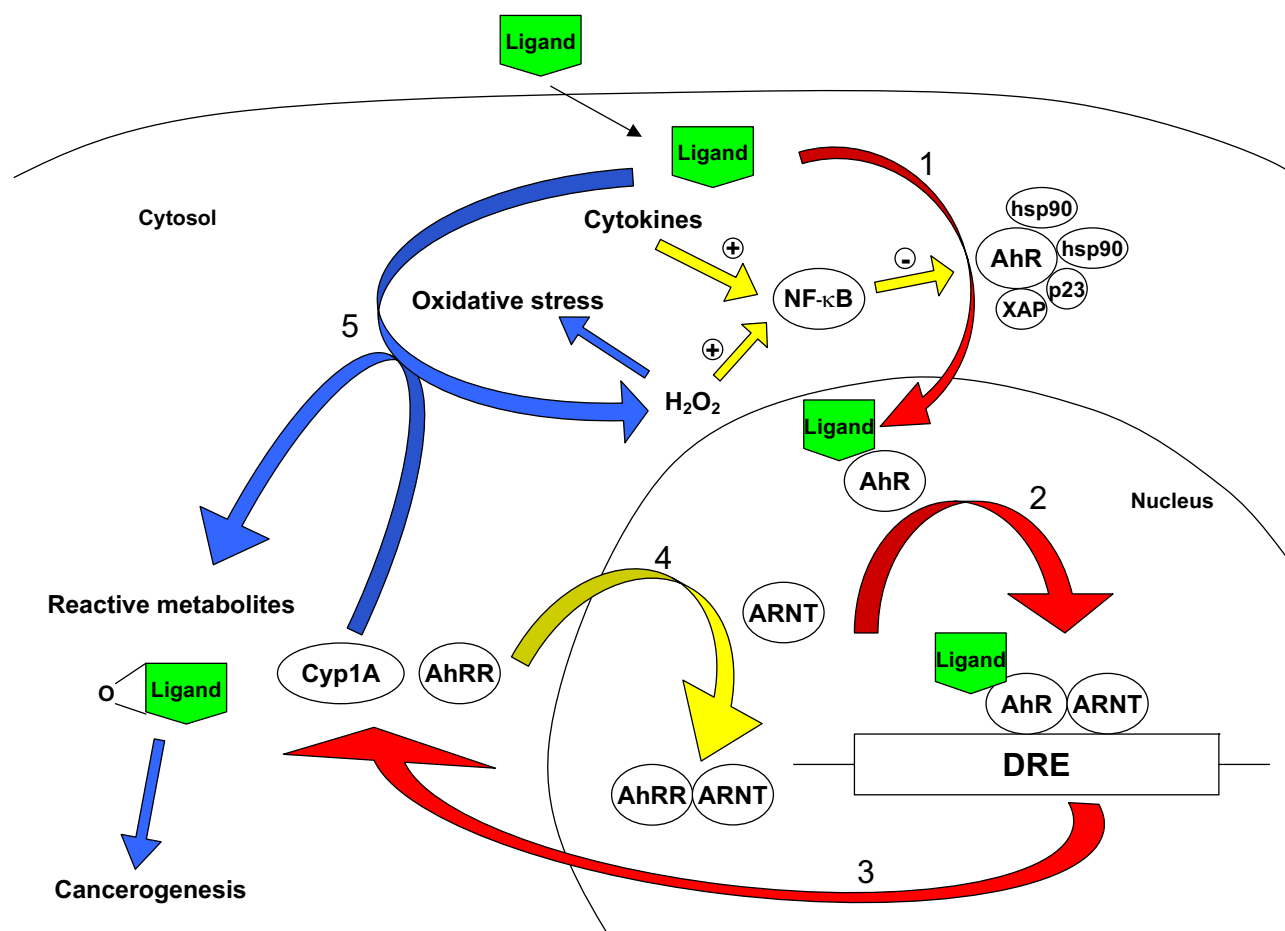 Ligand
Ligand
1
Cytosol
Cytokines
hsp90
AhR
hsp90
p23
XAP
+
-
NF-κB
Oxidative stress
5
+
H₂O₂
Ligand
AhR
Nucleus
2
4
ARNT
Reactive metabolites
Cyp1A
AhRR
O
Ligand
Ligand
AhR
ARNT
DRE
AhRR
ARNT
3
Cancerogenesis